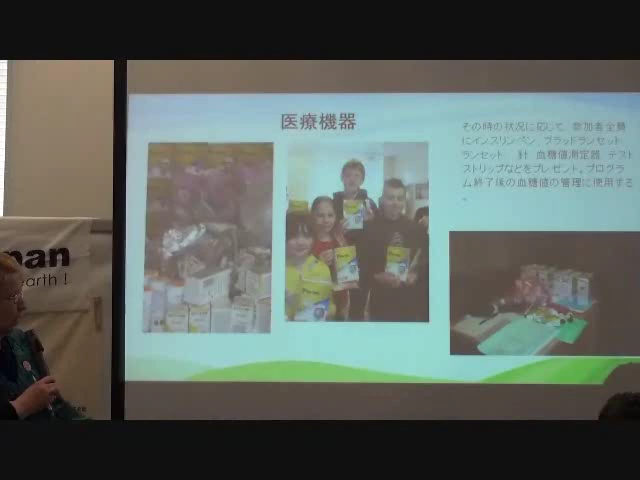 医療機器
その時の状況に応じて、参加者全員
にインスリンペン、ブラッドランセット、
ランセット 針 血糖値測定器 テスト
ストリップなどをプレゼント。プログラ
ム終了後の血糖値の管理に使用する
。
pan
earth !